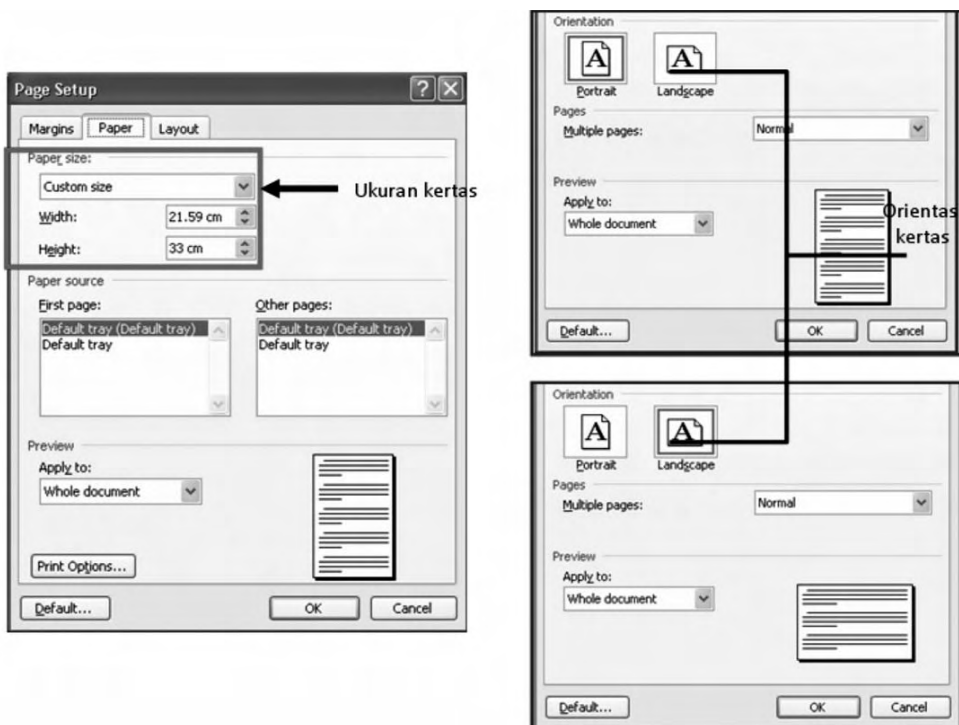 Page Setup
Margins Paper Layout
Paper size:
Custom size
Width: 21.59 cm
Height: 33 cm
Ukuran kertas
Paper source
First page: Other pages:
Default tray (Default tray) Default tray (Default tray)
Default tray Default tray
Preview
Apply to:
Whole document
Print Options...
Default... OK Cancel
Orientation
A A
Portrait Landscape
Pages
Multiple pages: Normal
Preview
Apply to:
Whole document
Orientas
kertas
Default... OK Cancel
Orientation
A A
Portrait Landscape
Pages
Multiple pages: Normal
Preview
Apply to:
Whole document
Default... OK Cancel